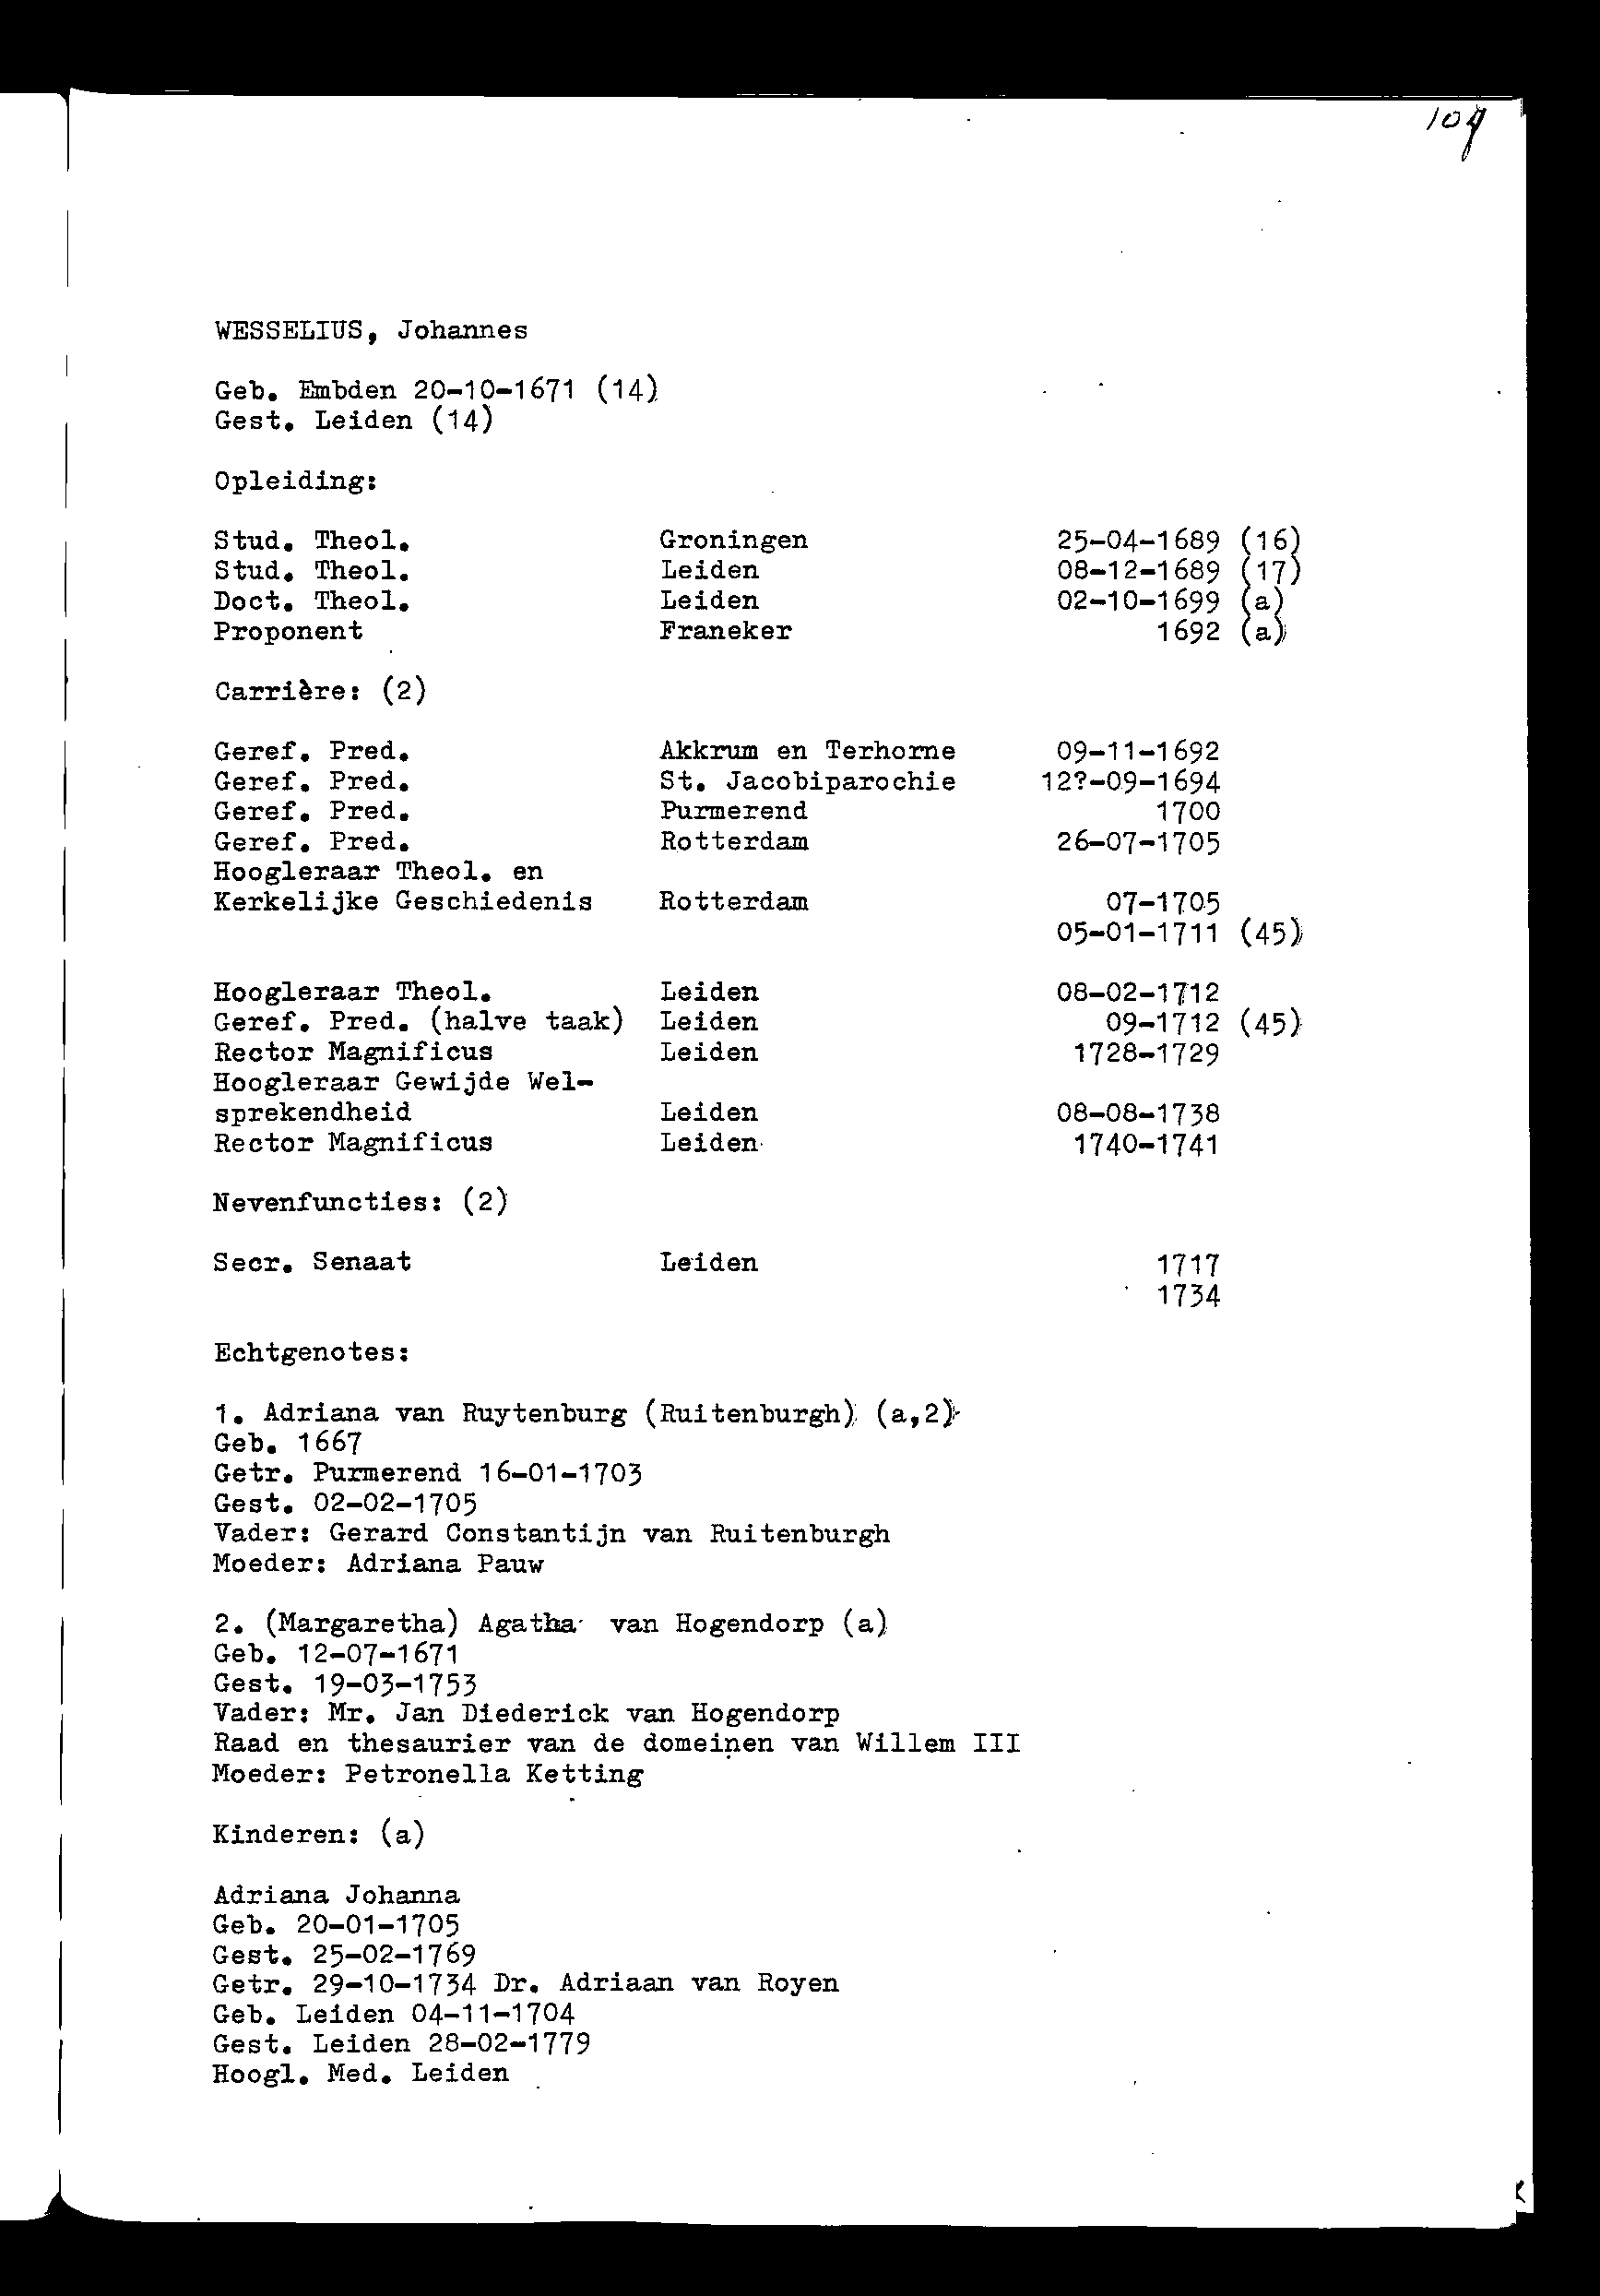 109
WESSELIUS, Johannes
Geb. Embden 20-10-1671 (14)
Gest. Leiden (14)
Opleiding:
Stud. Theol. Groningen 25-04-1689 (16)
Stud. Theol. Leiden 08-12-1689 (17)
Doct. Theol. Leiden 02-10-1699 (a)
Proponent Franeker 1692 (a)
Carrière: (2)
Geref. Pred. Akkrum en Terhorne 09-11-1692
Geref. Pred. St. Jacobiparochie 12?-09-1694
Geref. Pred. Purmerend 1700
Geref. Pred. Rotterdam 26-07-1705
Hoogleraar Theol. en
Kerkelijke Geschiedenis Rotterdam 07-1705
05-01-1711 (45)
Hoogleraar Theol. Leiden 08-02-1712
Geref. Pred. (halve taak) Leiden 09-1712 (45)
Rector Magnificus Leiden 1728-1729
Hoogleraar Gewijde Wel-
sprekendheid Leiden 08-08-1738
Rector Magnificus Leiden 1740-1741
Nevenfuncties: (2)
Secr. Senaat Leiden 1717
1734
Echtgenotes:
1. Adriana van Ruytenburg (Ruitenburgh) (a,2)
Geb. 1667
Getr. Purmerend 16-01-1703
Gest. 02-02-1705
Vader: Gerard Constantijn van Ruitenburgh
Moeder: Adriana Pauw
2. (Margaretha) Agatha van Hogendorp (a)
Geb. 12-07-1671
Gest. 19-03-1753
Vader: Mr. Jan Diederick van Hogendorp
Raad en thesaurier van de domeinen van Willem III
Moeder: Petronella Ketting
Kinderen: (a)
Adriana Johanna
Geb. 20-01-1705
Gest. 25-02-1769
Getr. 29-10-1734 Dr. Adriaan van Royen
Geb. Leiden 04-11-1704
Gest. Leiden 28-02-1779
Hoogl. Med. Leiden